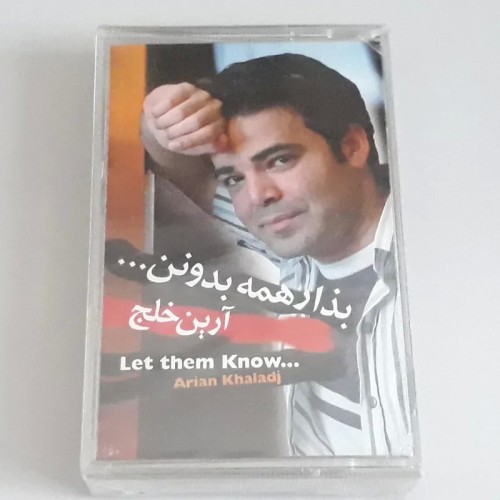 بذار همه بدونن...
آرین خلج
Let them Know...
Arian Khaladj